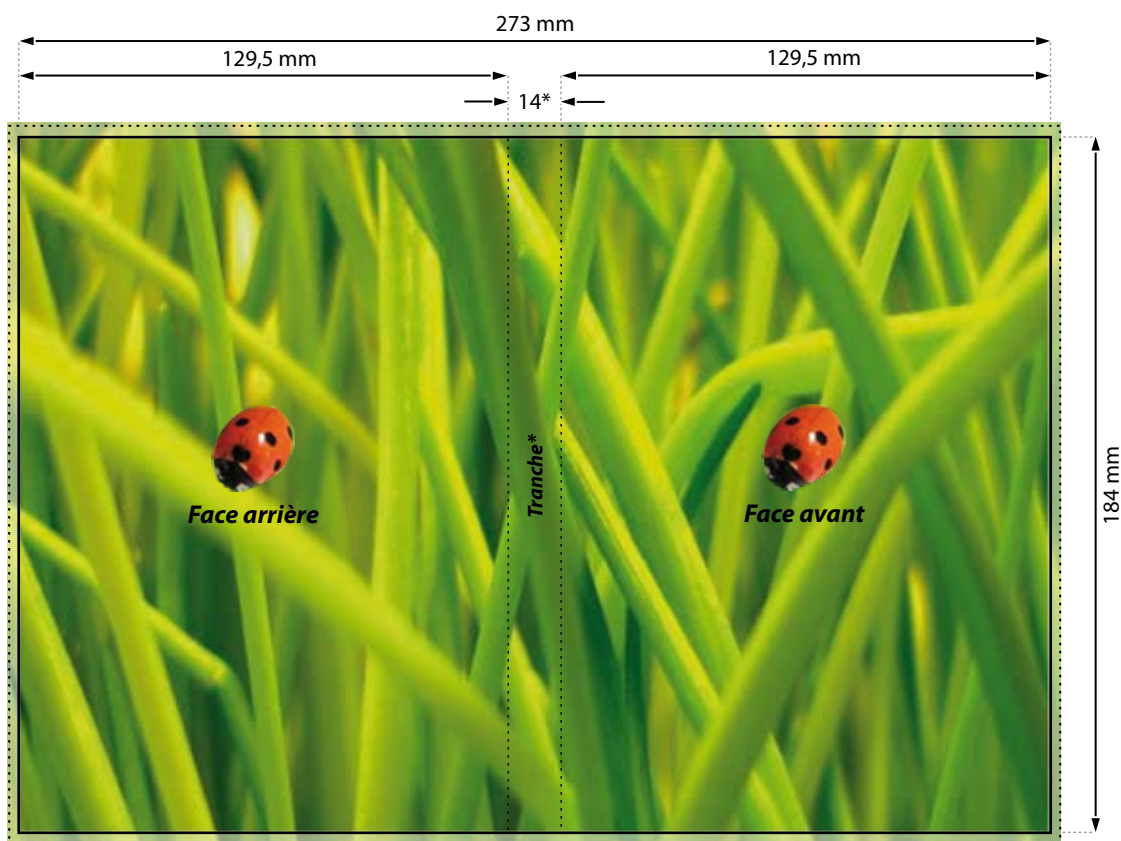 273 mm
129,5 mm
129,5 mm
14*
Tranche*
Face arrière
Face avant
184 mm